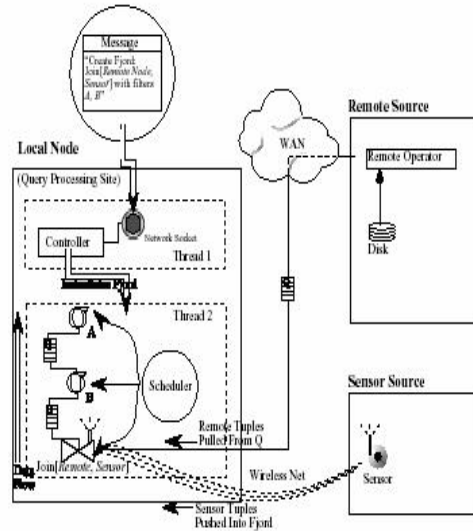 Message
"Create Fjord:
Join[Remote Node,
Sensor] with filters
A, B"
Local Node
(Query Processing Site)
Controller
Network Socket
Thread 1
Thread 2
A
B
Scheduler
Remote Tuples
Pulled From Q
Join[Remote, Sensor]
Data
Flow
Sensor Tuples
Pushed Into Fjord
WAN
Q
Wireless Net
Remote Source
Remote Operator
Disk
Sensor Source
Sensor